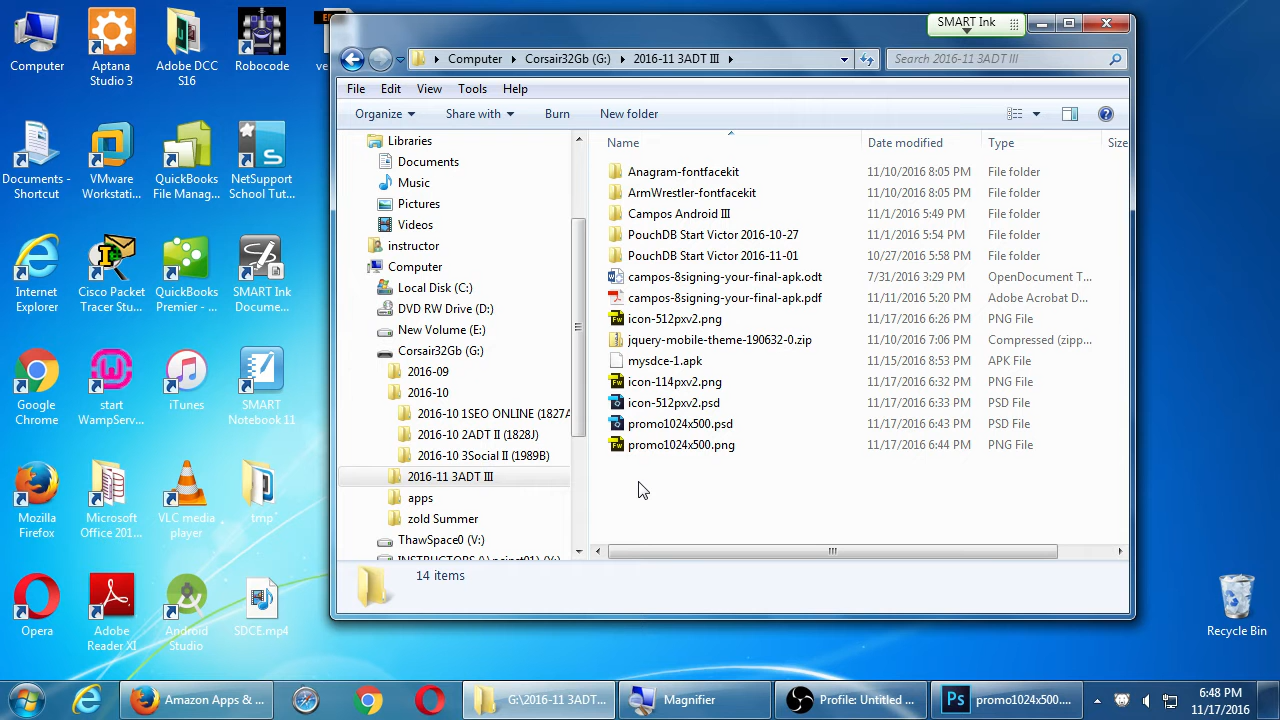 Computer
Aptana Studio 3
Adobe DCC S16
Robocode
Documents - Shortcut
VMware Workstati...
QuickBooks File Manag...
NetSupport School Tut...
Internet Explorer
Cisco Packet Tracer Stu...
QuickBooks Premier - ...
SMART Ink Docume...
Google Chrome
start WampServ...
iTunes
SMART Notebook 11
Mozilla Firefox
Microsoft Office 201...
VLC media player
tmp
Opera
Adobe Reader XI
Android Studio
SDCE.mp4
Recycle Bin
SMART Ink
Computer
Corsair32Gb (G:)
2016-11 3ADT III
Search 2016-11 3ADT III
File Edit View Tools Help
Organize Share with Burn New folder
Libraries
Documents
Music
Pictures
Videos
instructor
Computer
Local Disk (C:)
DVD RW Drive (D:)
New Volume (E:)
Corsair32Gb (G:)
2016-09
2016-10
2016-10 1SEO ONLINE (1827A
2016-10 2ADT II (1828J)
2016-10 3Social II (1989B)
2016-11 3ADT III
apps
zold Summer
ThawSpace0 (V:)
Name Date modified Type Size
Anagram-fontfacekit 11/10/2016 8:05 PM File folder
ArmWrestler-fontfacekit 11/10/2016 8:05 PM File folder
Campos Android III 11/1/2016 5:49 PM File folder
PouchDB Start Victor 2016-10-27 11/1/2016 5:54 PM File folder
PouchDB Start Victor 2016-11-01 10/27/2016 5:58 PM File folder
campos-8signing-your-final-apk.odt 7/31/2016 3:29 PM OpenDocument T...
campos-8signing-your-final-apk.pdf 11/11/2016 5:20 PM Adobe Acrobat D...
icon-512pxv2.png 11/17/2016 6:26 PM PNG File
jquery-mobile-theme-190632-0.zip 11/10/2016 7:06 PM Compressed (zipp...
mysdce-1.apk 11/15/2016 8:53 PM APK File
icon-114pxv2.png 11/17/2016 6:32 PM PNG File
icon-512pxv2.psd 11/17/2016 6:33 PM PSD File
promo1024x500.psd 11/17/2016 6:43 PM PSD File
promo1024x500.png 11/17/2016 6:44 PM PNG File
14 items
Amazon Apps & ...
G:\2016-11 3ADT...
Magnifier
Profile: Untitled ...
Ps promo1024x500....
6:48 PM
11/17/2016